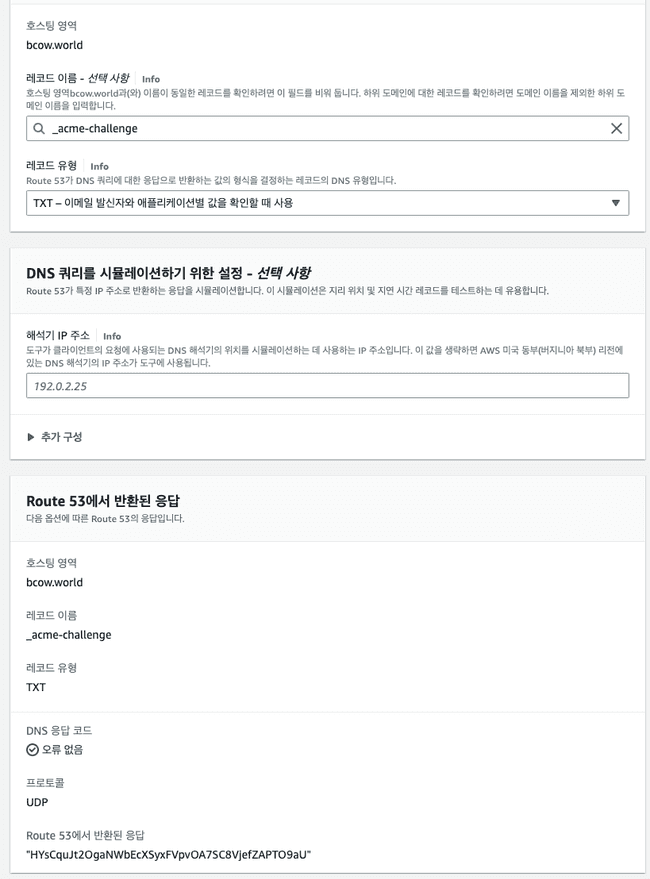 호스팅 영역
bcow.world
레코드 이름 - 선택 사항 Info
호스팅 영역bcow.world과(와) 이름이 동일한 레코드를 확인하려면 이 필드를 비워 둡니다. 하위 도메인에 대한 레코드를 확인하려면 도메인 이름을 제외한 하위 도
메인 이름을 입력합니다.
_acme-challenge
레코드 유형 Info
Route 53가 DNS 쿼리에 대한 응답으로 반환하는 값의 형식을 결정하는 레코드의 DNS 유형입니다.
TXT – 이메일 발신자와 애플리케이션별 값을 확인할 때 사용
DNS 쿼리를 시뮬레이션하기 위한 설정 - 선택 사항
Route 53가 특정 IP 주소로 반환하는 응답을 시뮬레이션합니다. 이 시뮬레이션은 지리 위치 및 지연 시간 레코드를 테스트하는 데 유용합니다.
해석기 IP 주소 Info
도구가 클라이언트의 요청에 사용되는 DNS 해석기의 위치를 시뮬레이션하는 데 사용하는 IP 주소입니다. 이 값을 생략하면 AWS 미국 동부(버지니아 북부) 리전에
있는 DNS 해석기의 IP 주소가 도구에 사용됩니다.
192.0.2.25
추가 구성
Route 53에서 반환된 응답
다음 옵션에 따른 Route 53의 응답입니다.
호스팅 영역
bcow.world
레코드 이름
_acme-challenge
레코드 유형
TXT
DNS 응답 코드
오류 없음
프로토콜
UDP
Route 53에서 반환된 응답
"HYsCquJt2OgaNWbEcXSyxFVpvOA7SC8VjefZAPTO9aU"